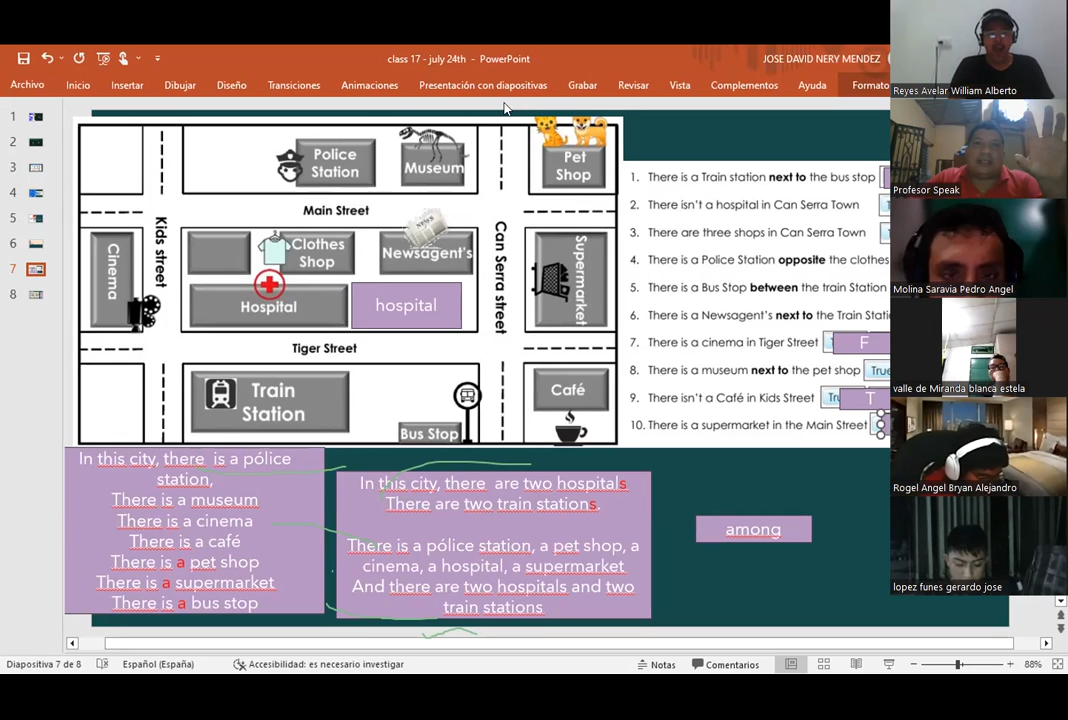 class 17 - july 24th - PowerPoint
JOSE DAVID NERY MENDEZ
Archivo Inicio Insertar Dibujar Diseño Transiciones Animaciones Presentación con diapositivas Grabar Revisar Vista Complementos Ayuda Formato
1
2
3
4
5
6
7
8
Police
Station
Museum
Pet
Shop
Main Street
Kids street
Cinema
Clothes
Shop
NEWS
Newsagent's
Can Serra street
Supermarket
Hospital
hospital
Tiger Street
Train
Station
Bus Stop
Café
1. There is a Train station next to the bus stop
2. There isn't a hospital in Can Serra Town
3. There are three shops in Can Serra Town
4. There is a Police Station opposite the clothes
5. There is a Bus Stop between the train Station
6. There is a Newsagent's next to the Train
7. There is a cinema in Tiger Street F
8. There is a museum next to the pet shop True
9. There isn't a Café in Kids Street T
10. There is a supermarket in the Main Street
In this city, there is a pólice
station,
There is a museum
There is a cinema
There is a café
There is a pet shop
There is a supermarket
There is a bus stop
In this city, there are two hospitals
There are two train stations.
There is a pólice station, a pet shop, a
cinema, a hospital, a supermarket
And there are two hospitals and two
train stations
among
Reyes Avelar William Alberto
Profesor Speak
Molina Saravia Pedro Angel
valle de Miranda blanca estela
Rogel Angel Bryan Alejandro
lopez funes gerardo jose
Diapositiva 7 de 8 Español (España) Accesibilidad: es necesario investigar Notas Comentarios 88%